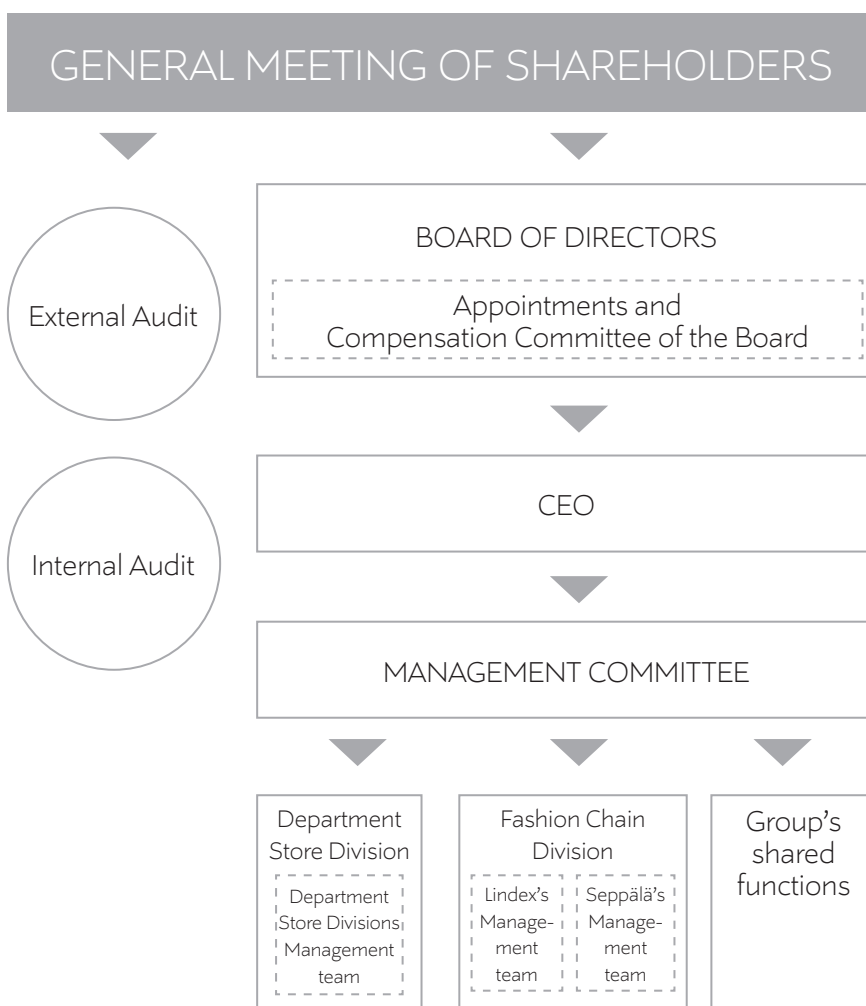 GENERAL MEETING OF SHAREHOLDERS
External Audit
BOARD OF DIRECTORS
Appointments and
Compensation Committee of the Board
Internal Audit
CEO
MANAGEMENT COMMITTEE
Department
Store Division
Department
Store Divisions
Management
team
Fashion Chain
Division
Lindex's
Manage-
ment
team
Seppälä's
Manage-
ment
team
Group's
shared
functions